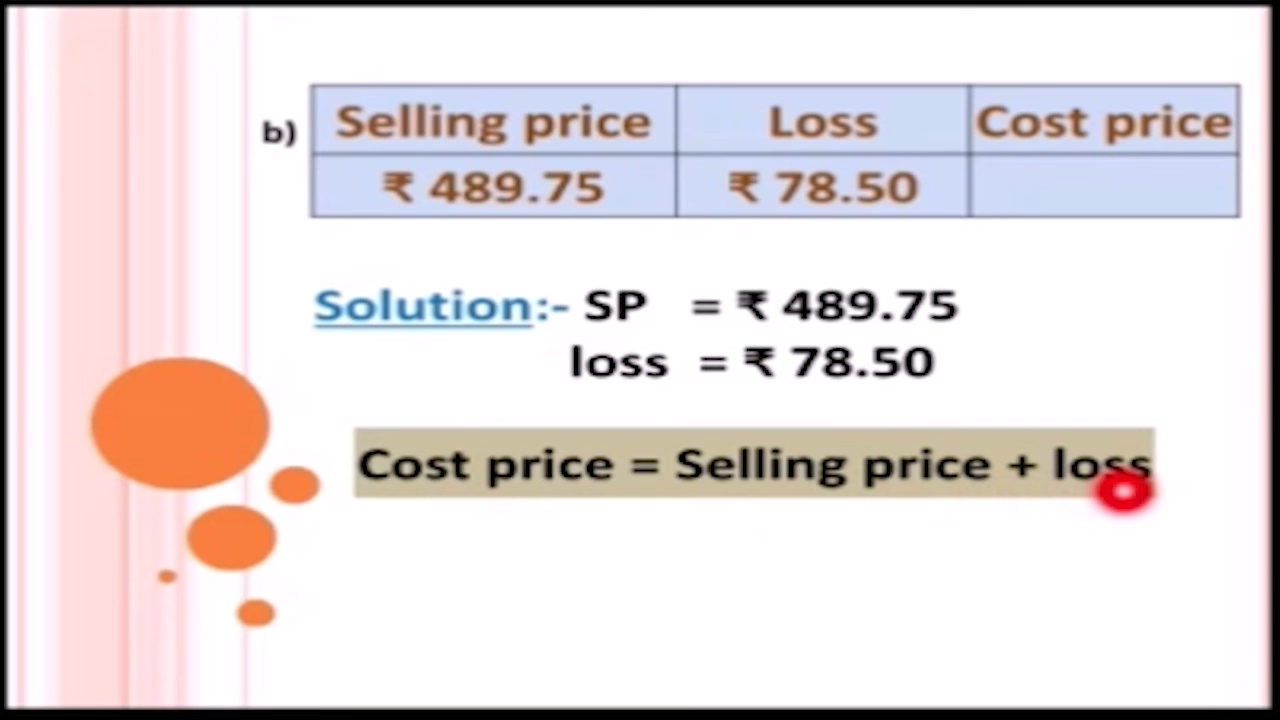 b) Selling price Loss Cost price
₹ 489.75 ₹ 78.50
Solution:- SP = ₹ 489.75
loss = ₹ 78.50
Cost price = Selling price + loss